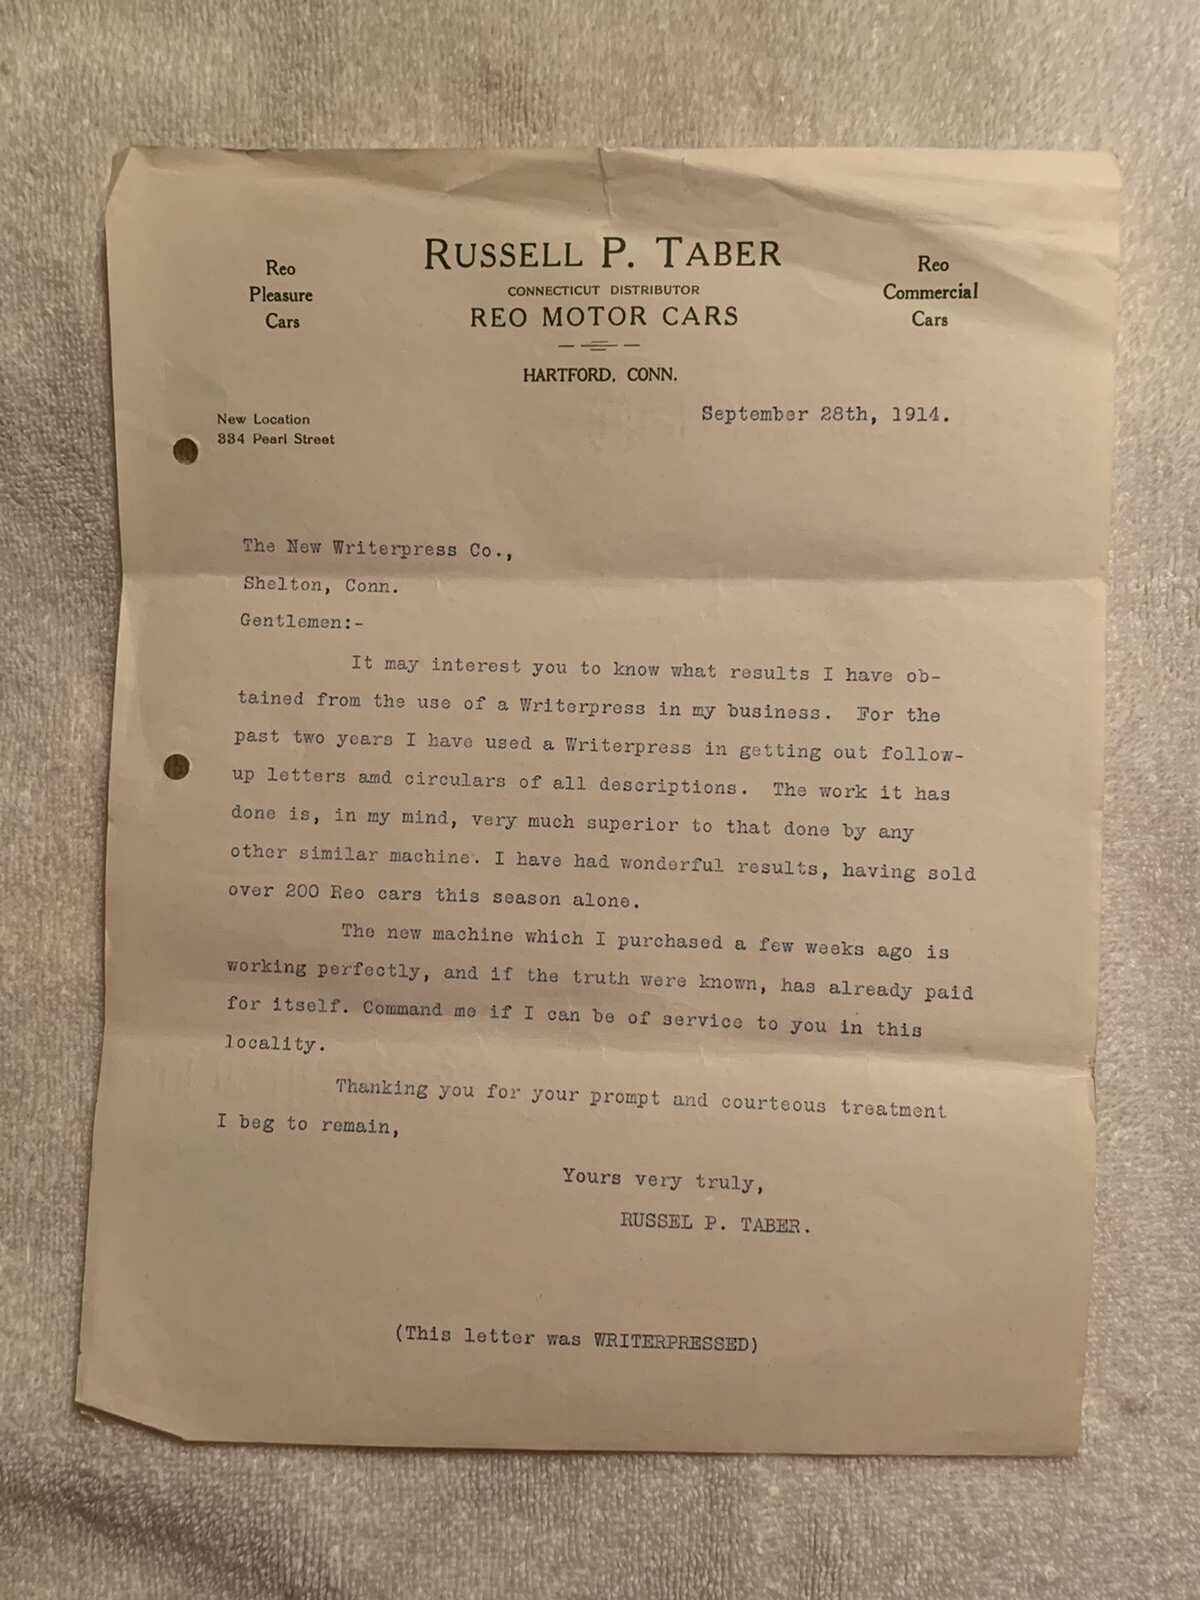 RUSSELL P. TABER
CONNECTICUT DISTRIBUTOR
REO MOTOR CARS
HARTFORD, CONN.
Reo
Pleasure
Cars
Reo
Commercial
Cars
New Location
334 Pearl Street
September 28th, 1914.
The New Writerpress Co.,
Shelton, Conn.
Gentlemen:-
It may interest you to know what results I have ob-
tained from the use of a Writerpress in my business. For the
past two years I have used a Writerpress in getting out follow-
up letters amd circulars of all descriptions. The work it has
done is, in my mind, very much superior to that done by any
other similar machine. I have had wonderful results, having sold
over 200 Reo cars this season alone.
The new machine which I purchased a few weeks ago is
working perfectly, and if the truth were known, has already paid
for itself. Command me if I can be of service to you in this
locality.
Thanking you for your prompt and courteous treatment
I beg to remain,
Yours very truly,
RUSSEL P. TABER.
(This letter was WRITERPRESSED)